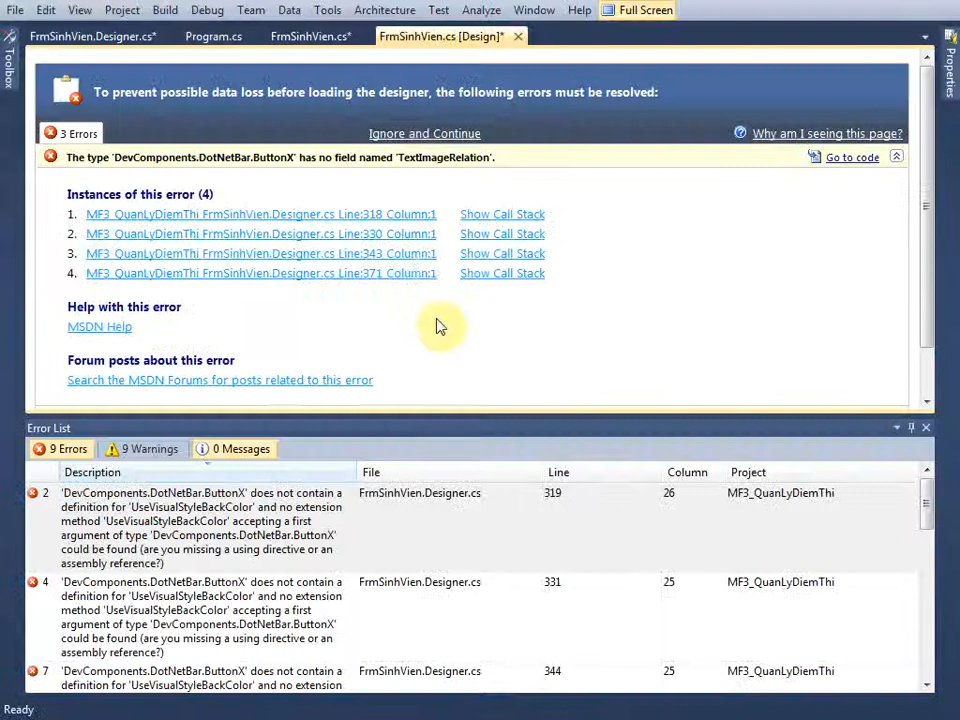 File Edit View Project Build Debug Team Data Tools Architecture Test Analyze Window Help Full Screen
FrmSinhVien.Designer.cs* Program.cs FrmSinhVien.cs* FrmSinhVien.cs [Design]*
Toolbox
Properties
To prevent possible data loss before loading the designer, the following errors must be resolved:
3 Errors Ignore and Continue Why am I seeing this page?
The type 'DevComponents.DotNetBar.ButtonX' has no field named 'TextImageRelation'. Go to code
Instances of this error (4)
1. MF3_QuanLyDiemThi FrmSinhVien.Designer.cs Line:318 Column:1 Show Call Stack
2. MF3_QuanLyDiemThi FrmSinhVien.Designer.cs Line:330 Column:1 Show Call Stack
3. MF3_QuanLyDiemThi FrmSinhVien.Designer.cs Line:343 Column:1 Show Call Stack
4. MF3_QuanLyDiemThi FrmSinhVien.Designer.cs Line:371 Column:1 Show Call Stack
Help with this error
MSDN Help
Forum posts about this error
Search the MSDN Forums for posts related to this error
Error List
9 Errors 9 Warnings 0 Messages
Description File Line Column Project
2 'DevComponents.DotNetBar.ButtonX' does not contain a FrmSinhVien.Designer.cs 319 26 MF3_QuanLyDiemThi
definition for 'UseVisualStyleBackColor' and no extension
method 'UseVisualStyleBackColor' accepting a first
argument of type 'DevComponents.DotNetBar.ButtonX'
could be found (are you missing a using directive or an
assembly reference?)
4 'DevComponents.DotNetBar.ButtonX' does not contain a FrmSinhVien.Designer.cs 331 25 MF3_QuanLyDiemThi
definition for 'UseVisualStyleBackColor' and no extension
method 'UseVisualStyleBackColor' accepting a first
argument of type 'DevComponents.DotNetBar.ButtonX'
could be found (are you missing a using directive or an
assembly reference?)
7 'DevComponents.DotNetBar.ButtonX' does not contain a FrmSinhVien.Designer.cs 344 25 MF3_QuanLyDiemThi
definition for 'UseVisualStyleBackColor' and no extension
Ready